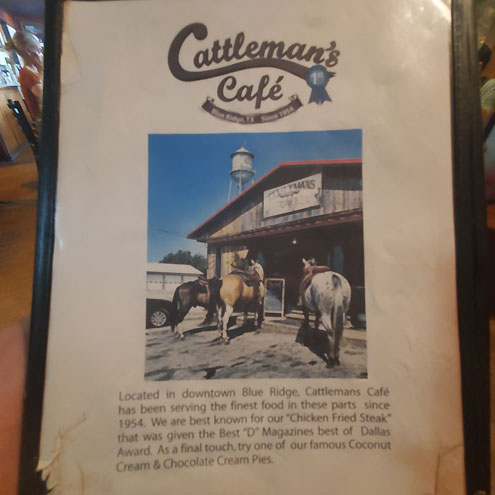 Cattleman's
Café
1st
Blue Ridge, TX Since 1954
Located in downtown Blue Ridge, Cattlemans Café
has been serving the finest food in these parts since
1954. We are best known for our "Chicken Fried Steak"
that was given the Best "D" Magazines best of Dallas
Award. As a final touch, try one of our famous Coconut
Cream & Chocolate Cream Pies.